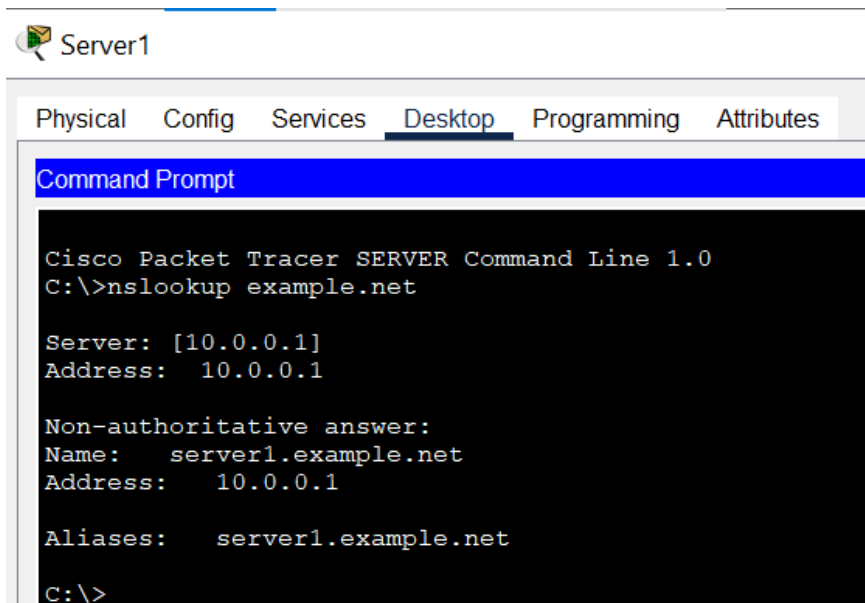 Server1
Physical Config Services Desktop Programming Attributes
Command Prompt
Cisco Packet Tracer SERVER Command Line 1.0
C:\>nslookup example.net
Server: [10.0.0.1]
Address:  10.0.0.1
Non-authoritative answer:
Name:   server1.example.net
Address:   10.0.0.1
Aliases:   server1.example.net
C:\>